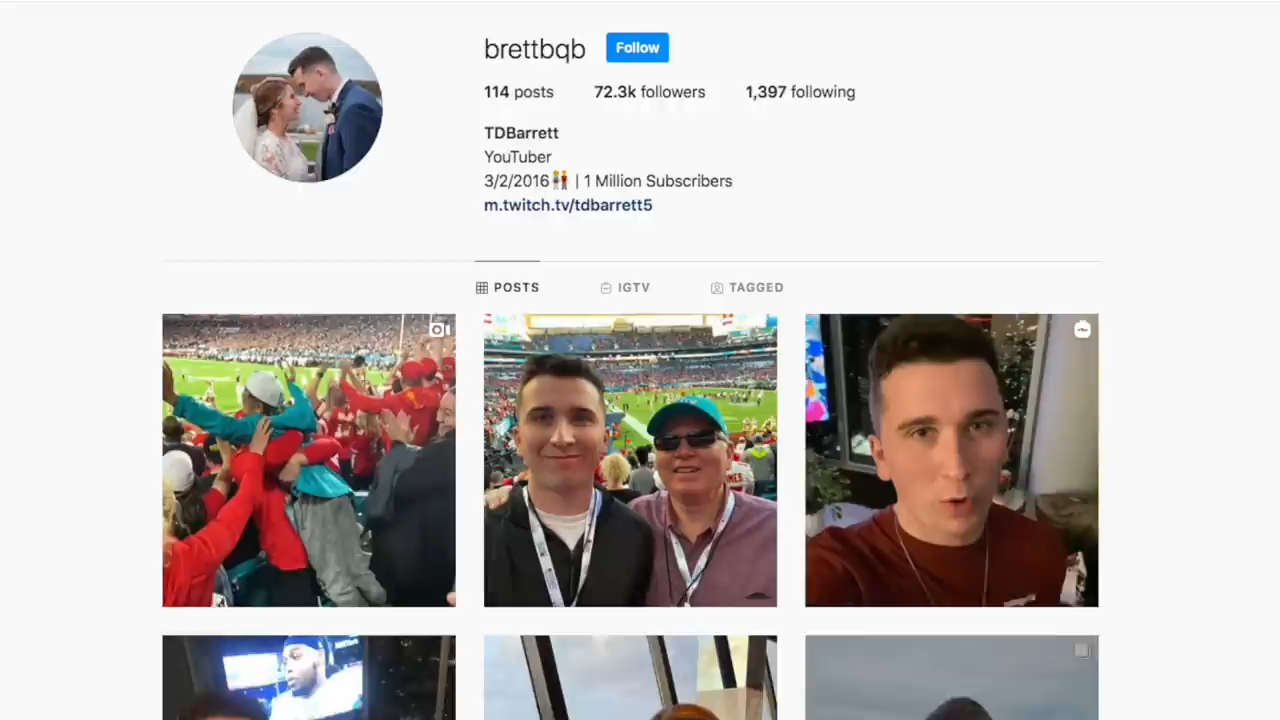 brettbqb Follow
114 posts 72.3k followers 1,397 following
TDBarrett
YouTuber
3/2/2016👫 | 1 Million Subscribers
m.twitch.tv/tdbarrett5
POSTS IGTV TAGGED